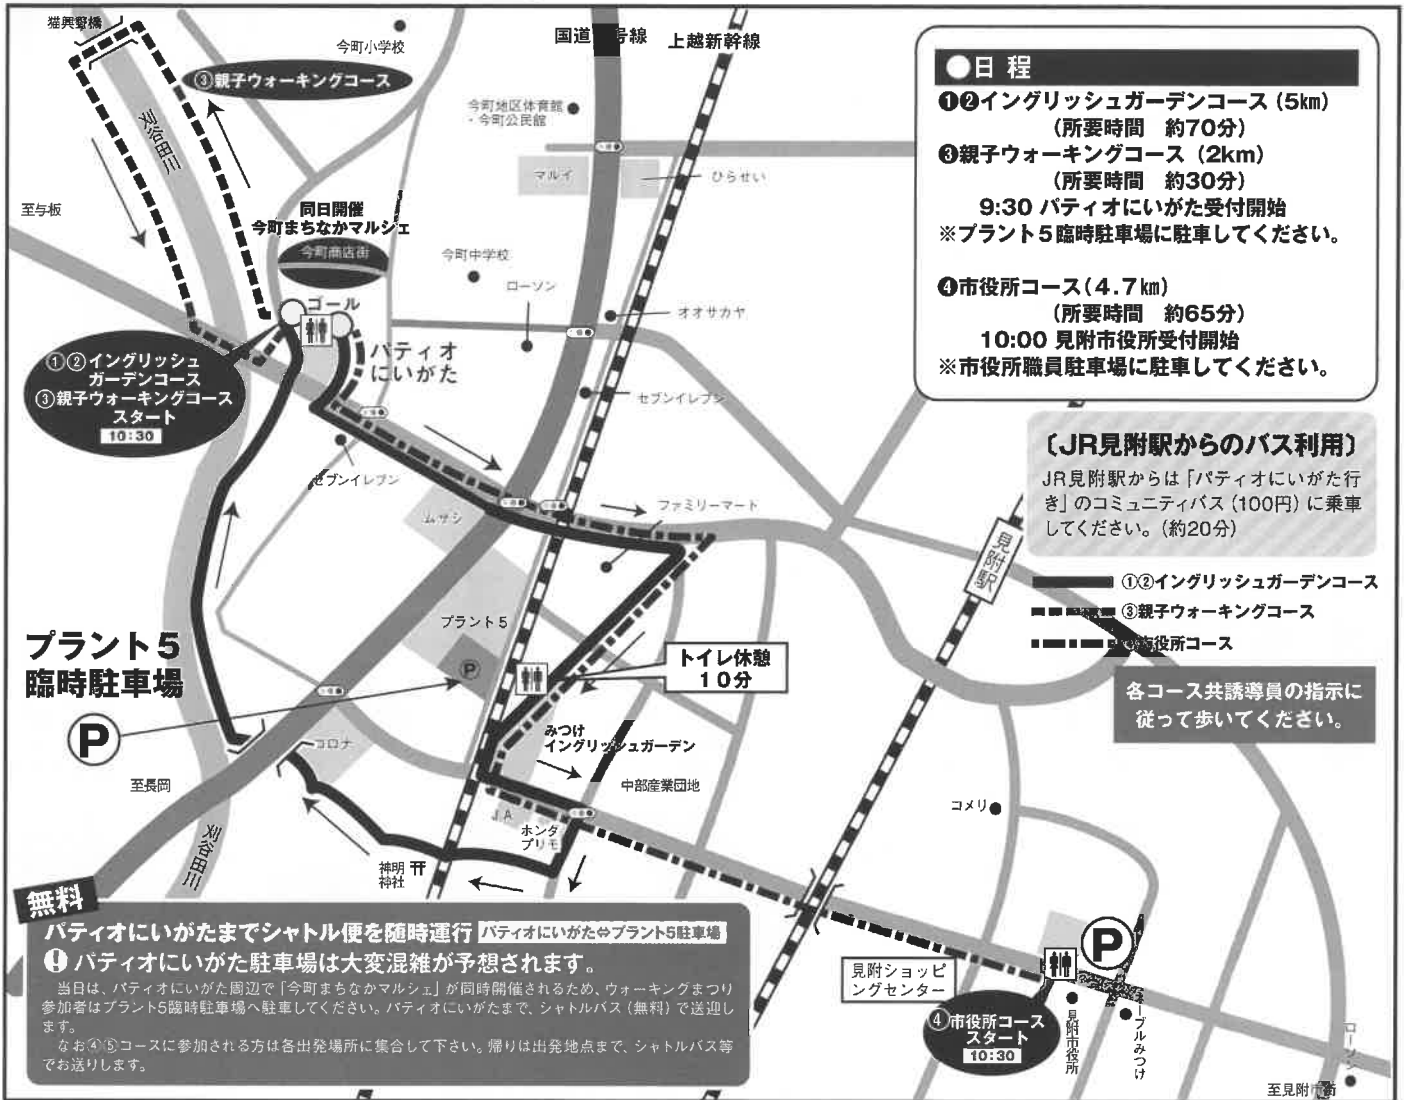 猫興野橋
今町小学校
③親子ウォーキングコース
刈谷田川
至与板
同日開催
今町まちなかマルシェ
今町商店街
国道 号線
上越新幹線
今町地区体育館
・今町公民館
マルイ
ひらせい
今町中学校
ローソン
オオサカヤ
ゴール
パティオ
にいがた
①②イングリッシュ
ガーデンコース
③親子ウォーキングコース
スタート
10:30
セブンイレブン
セブンイレブン
ムサシ
ファミリーマート
プラント5
P
プラント5
臨時駐車場
P
トイレ休憩
10分
みつけ
イングリッシュガーデン
中部産業団地
コロナ
至長岡
刈谷田川
JA
ホンダ
プリモ
神明
神社
見附駅
コメリ
見附ショッピ
ングセンター
P
④市役所コース
スタート
10:30
見附市役所
ーブルみつけ
ローソン
至見附市街
●日 程
❶❷イングリッシュガーデンコース(5km)
(所要時間 約70分)
❸親子ウォーキングコース(2km)
(所要時間 約30分)
9:30 パティオにいがた受付開始
※プラント5臨時駐車場に駐車してください。
❹市役所コース(4.7㎞)
(所要時間 約65分)
10:00 見附市役所受付開始
※市役所職員駐車場に駐車してください。
〔JR見附駅からのバス利用〕
JR見附駅からは「パティオにいがた行
き」のコミュニティバス(100円)に乗車
してください。(約20分)
①②イングリッシュガーデンコース
③親子ウォーキングコース
市役所コース
各コース共誘導員の指示に
従って歩いてください。
無料
パティオにいがたまでシャトル便を随時運行 パティオにいがた⇔プラント5駐車場
❗パティオにいがた駐車場は大変混雑が予想されます。
当日は、パティオにいがた周辺で「今町まちなかマルシェ」が同時開催されるため、ウォーキングまつり
参加者はプラント5臨時駐車場へ駐車してください。パティオにいがたまで、シャトルバス(無料)で送迎し
ます。
なお④⑤コースに参加される方は各出発場所に集合して下さい。帰りは出発地点まで、シャトルバス等
でお送りします。